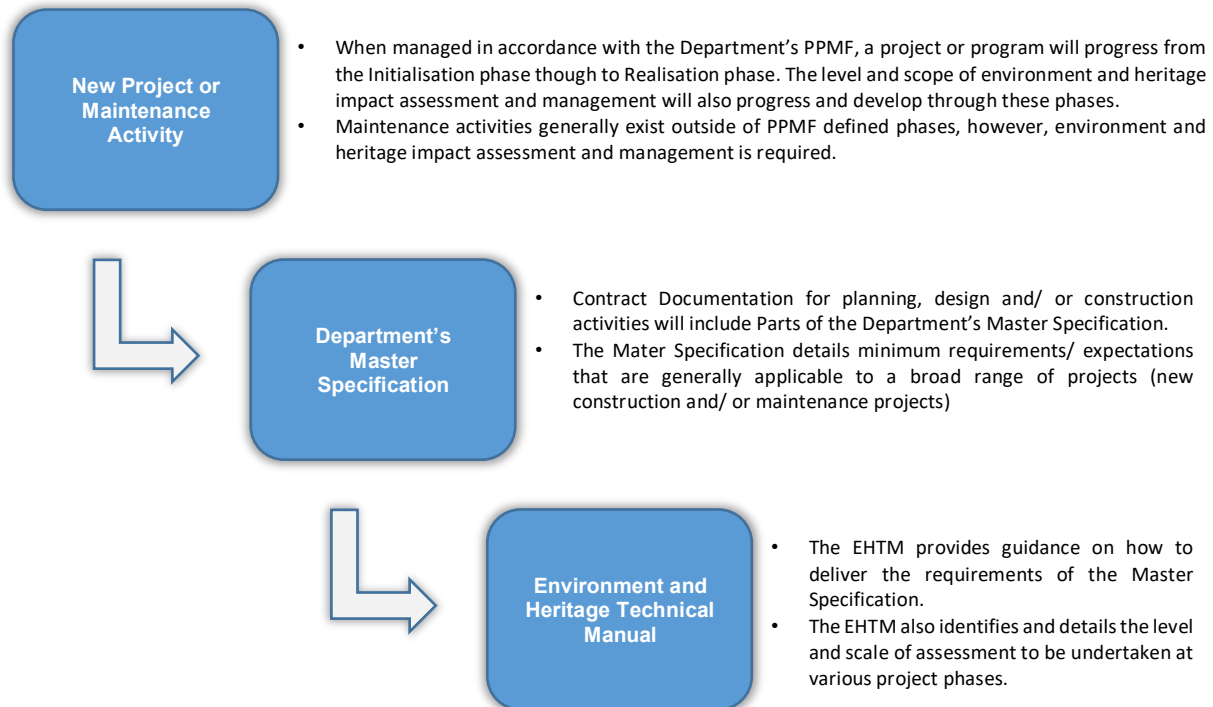 New Project or
Maintenance
Activity
• When managed in accordance with the Department’s PPMF, a project or program will progress from
the Initialisation phase though to Realisation phase. The level and scope of environment and heritage
impact assessment and management will also progress and develop through these phases.
• Maintenance activities generally exist outside of PPMF defined phases, however, environment and
heritage impact assessment and management is required.
Department’s
Master
Specification
• Contract Documentation for planning, design and/ or construction
activities will include Parts of the Department’s Master Specification.
• The Mater Specification details minimum requirements/ expectations
that are generally applicable to a broad range of projects (new
construction and/ or maintenance projects)
Environment and
Heritage Technical
Manual
• The EHTM provides guidance on how to
deliver the requirements of the Master
Specification.
• The EHTM also identifies and details the level
and scale of assessment to be undertaken at
various project phases.